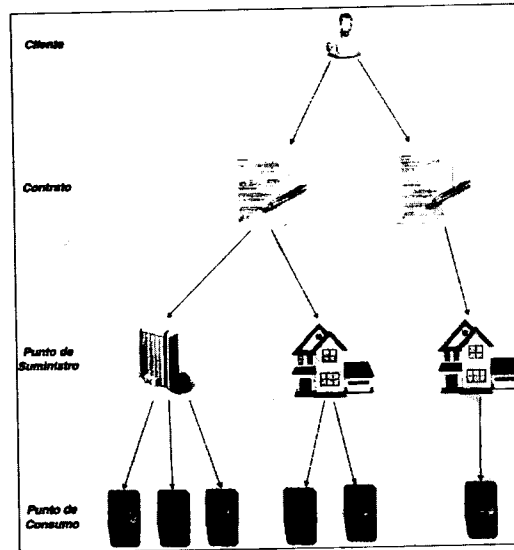 Cliente
Contrato
Punto de
Suministro
Punto de
Consumo